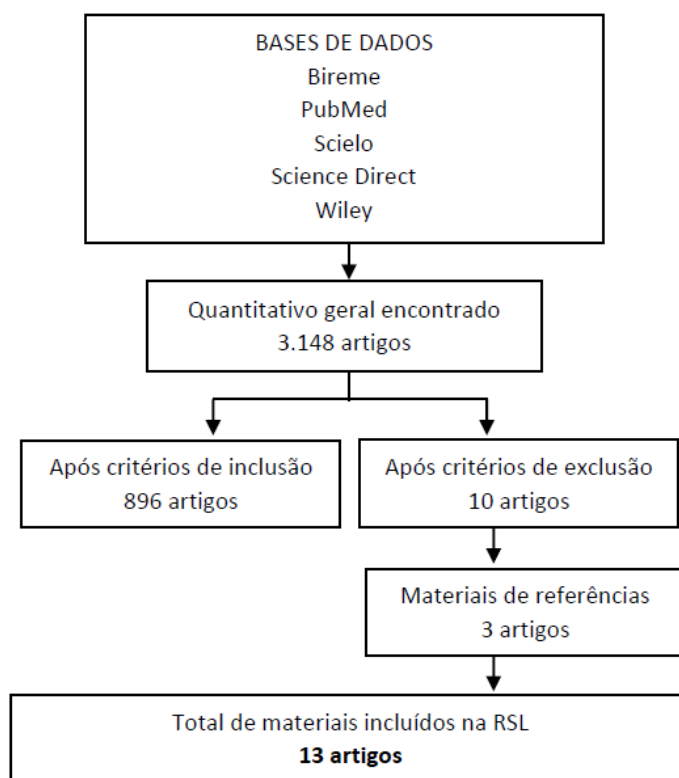 BASES DE DADOS
Bireme
PubMed
Scielo
Science Direct
Wiley
Quantitativo geral encontrado
3.148 artigos
Após critérios de inclusão
896 artigos
Após critérios de exclusão
10 artigos
Materiais de referências
3 artigos
Total de materiais incluídos na RSL
13 artigos